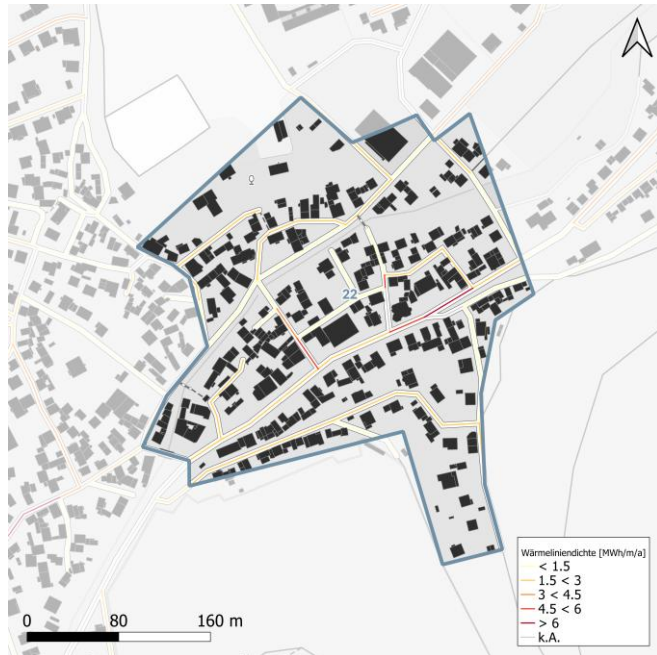 22
Wärmeliniendichte [MWh/m/a]
< 1.5
1.5 < 3
3 < 4.5
4.5 < 6
> 6
k.A.
0 80 160 m